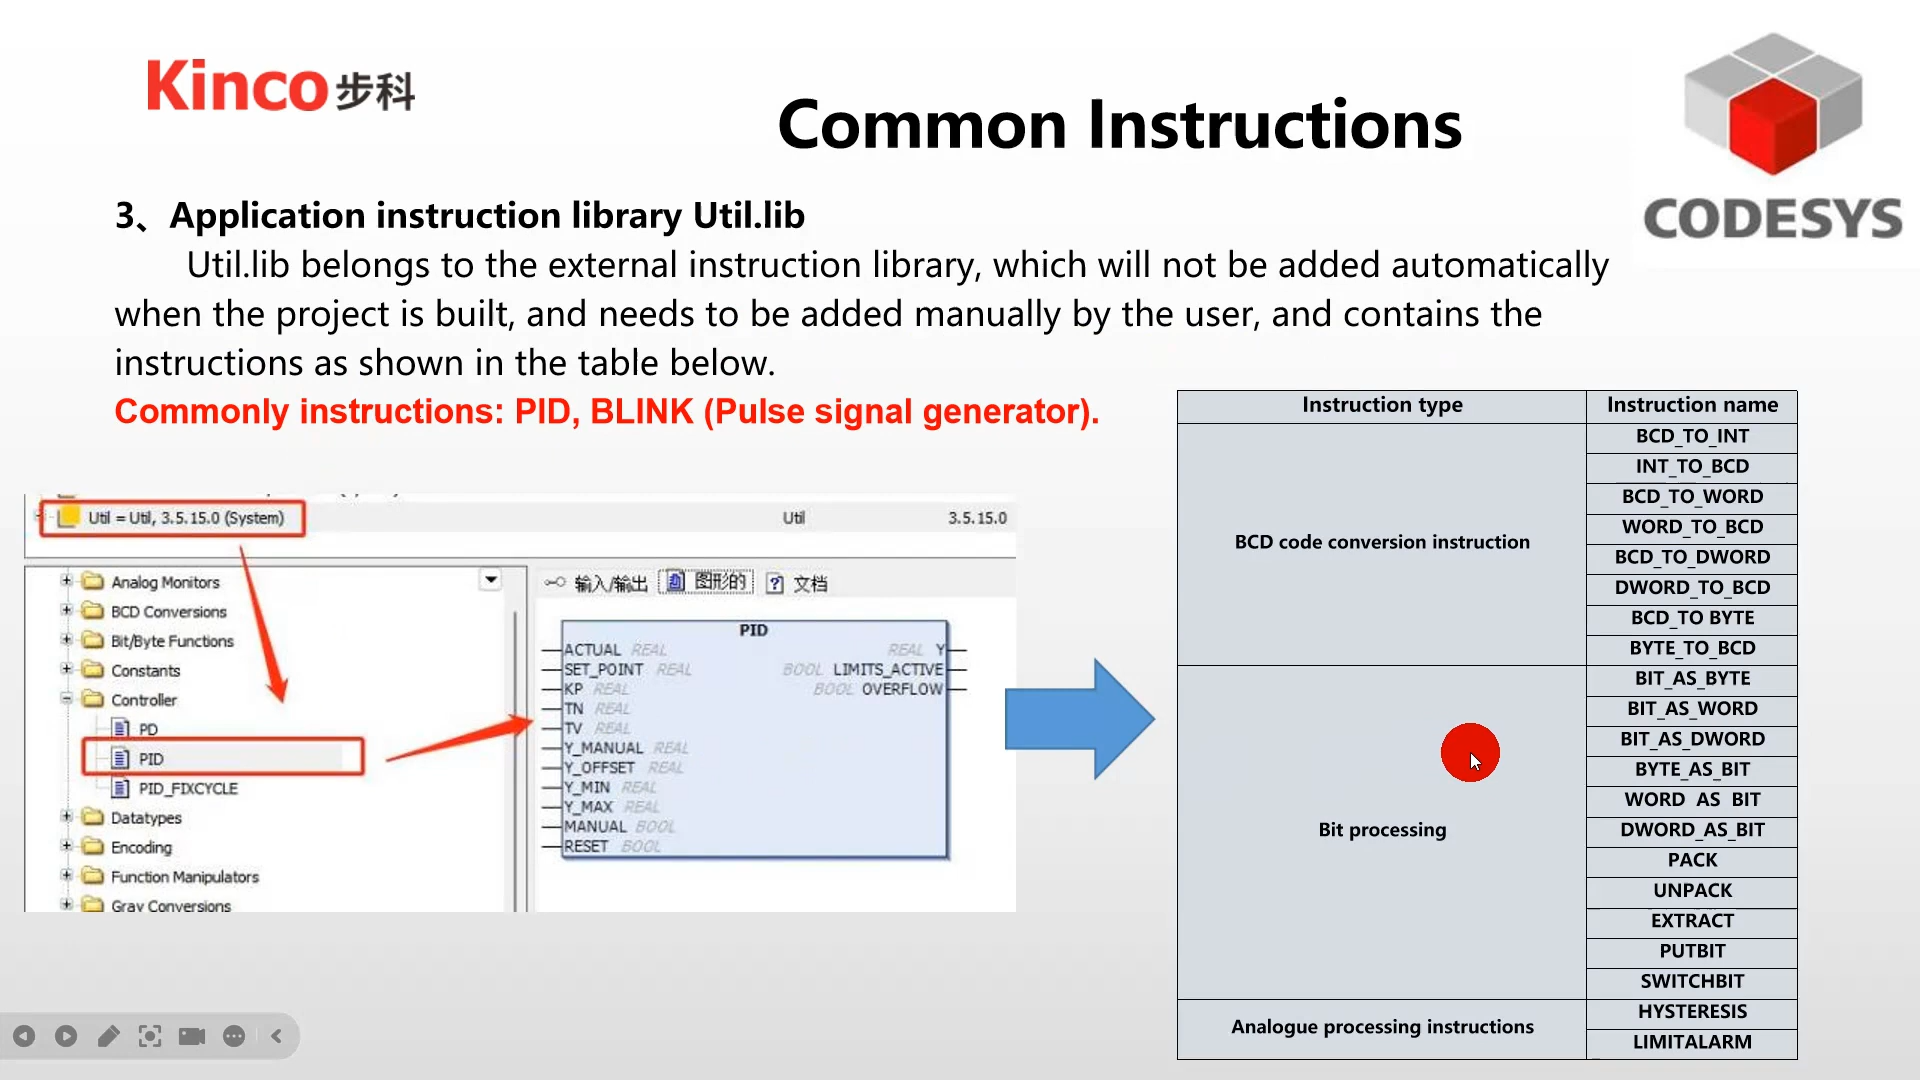 Kinco步科
Common Instructions
CODESYS
3、Application instruction library Util.lib
Util.lib belongs to the external instruction library, which will not be added automatically
when the project is built, and needs to be added manually by the user, and contains the
instructions as shown in the table below.
Commonly instructions: PID, BLINK (Pulse signal generator).
Util = Util, 3.5.15.0 (System) Util 3.5.15.0
Analog Monitors
BCD Conversions
Bit/Byte Functions
Constants
Controller
PD
PID
PID_FIXCYCLE
Datatypes
Encoding
Function Manipulators
Gray Conversions
输入/输出 图形的 文档
PID
ACTUAL REAL REAL Y
SET_POINT REAL BOOL LIMITS_ACTIVE
KP REAL BOOL OVERFLOW
TN REAL
TV REAL
Y_MANUAL REAL
Y_OFFSET REAL
Y_MIN REAL
Y_MAX REAL
MANUAL BOOL
RESET BOOL
Instruction type Instruction name
BCD code conversion instruction
BCD_TO_INT
INT_TO_BCD
BCD_TO_WORD
WORD_TO_BCD
BCD_TO_DWORD
DWORD_TO_BCD
BCD_TO BYTE
BYTE_TO_BCD
Bit processing
BIT_AS_BYTE
BIT_AS_WORD
BIT_AS_DWORD
BYTE_AS_BIT
WORD AS BIT
DWORD_AS_BIT
PACK
UNPACK
EXTRACT
PUTBIT
SWITCHBIT
Analogue processing instructions
HYSTERESIS
LIMITALARM